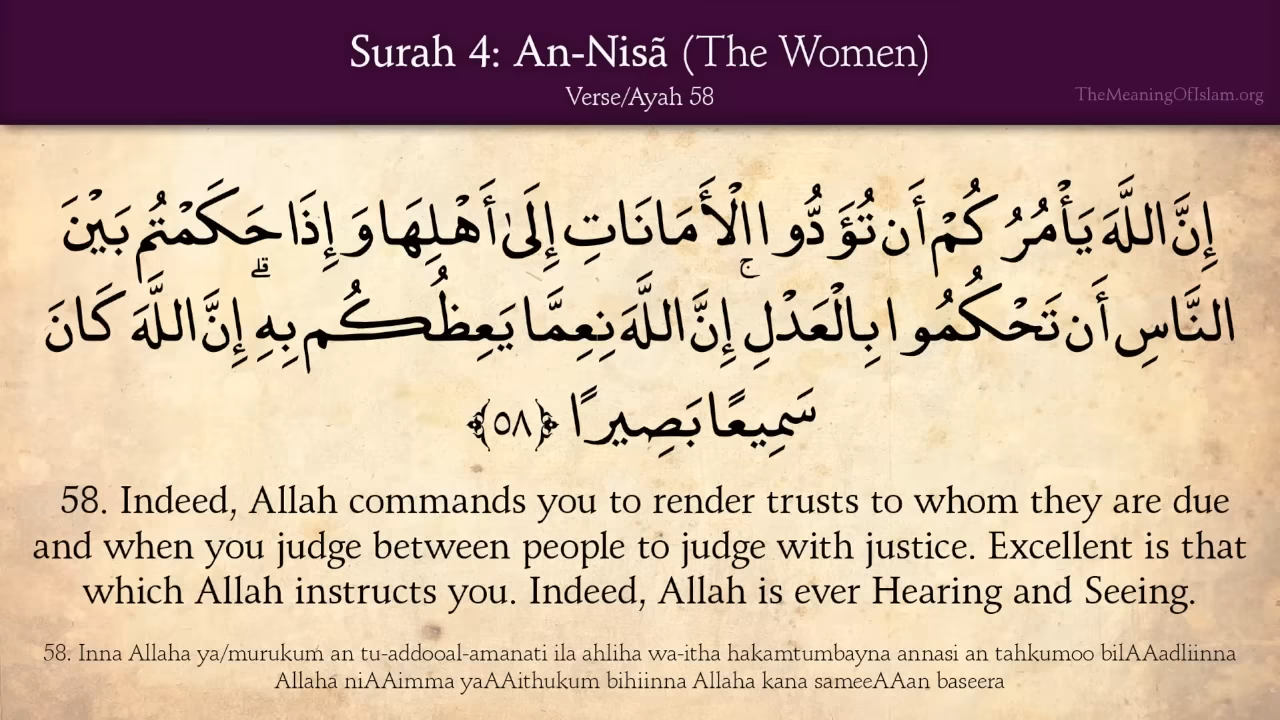 Surah 4: An-Nisã (The Women)
Verse/Ayah 58
TheMeaningOfIslam.org
إِنَّ اللَّهَ يَأْمُرُكُمْ أَن تُؤَدُّوا الْأَمَانَاتِ إِلَىٰ أَهْلِهَا وَإِذَا حَكَمْتُم بَيْنَ
النَّاسِ أَن تَحْكُمُوا بِالْعَدْلِ ۚ إِنَّ اللَّهَ نِعِمَّا يَعِظُكُم بِهِ ۗ إِنَّ اللَّهَ كَانَ
سَمِيعًا بَصِيرًا ﴿٥٨﴾
58. Indeed, Allah commands you to render trusts to whom they are due
and when you judge between people to judge with justice. Excellent is that
which Allah instructs you. Indeed, Allah is ever Hearing and Seeing.
58. Inna Allaha ya/murukum an tu-addooal-amanati ila ahliha wa-itha hakamtumbayna annasi an tahkumoo bilAAadliinna
Allaha niAAimma yaAAithukum bihiinna Allaha kana sameeAAan baseera